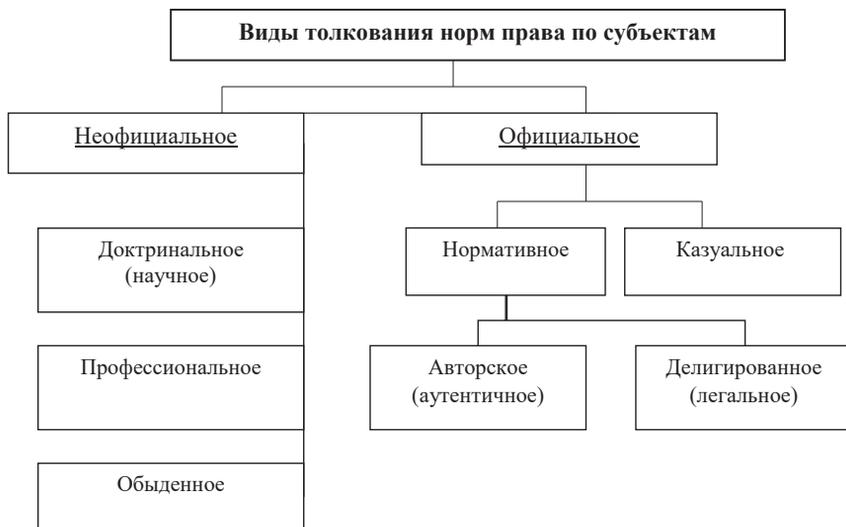 Виды толкования норм права по субъектам
Неофициальное
Официальное
Доктринальное
(научное)
Нормативное
Казуальное
Профессиональное
Авторское
(аутентичное)
Делигированное
(легальное)
Обыденное